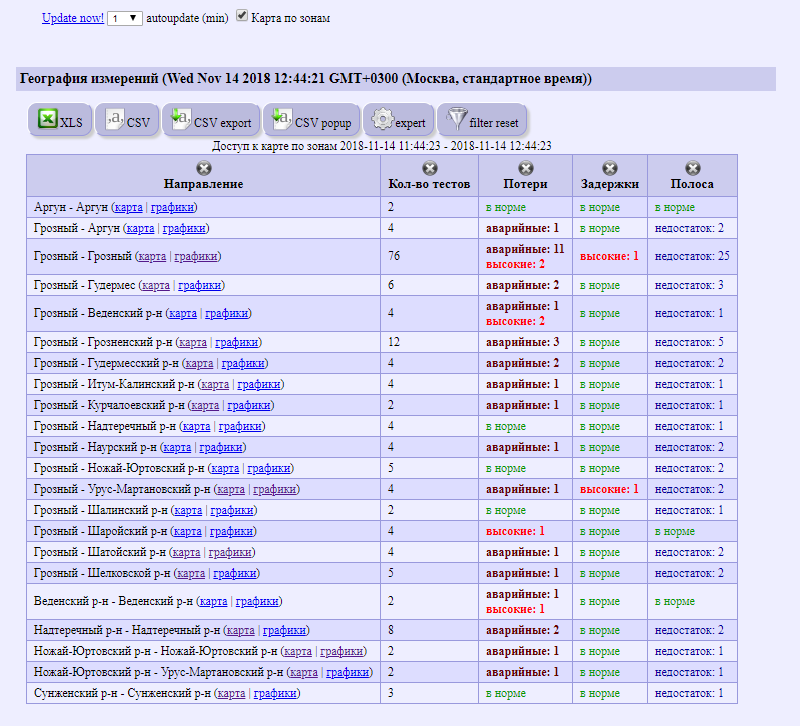 Update now! 1 autoupdate (min) Карта по зонам
География измерений (Wed Nov 14 2018 12:44:21 GMT+0300 (Москва, стандартное время))
XLS CSV CSV export CSV popup expert filter reset
Доступ к карте по зонам 2018-11-14 11:44:23 - 2018-11-14 12:44:23
Направление Кол-во тестов Потери Задержки Полоса
Аргун - Аргун (карта | графики) 2 в норме в норме в норме
Грозный - Аргун (карта | графики) 4 аварийные: 1 в норме недостаток: 2
Грозный - Грозный (карта | графики) 76 аварийные: 11 высокие: 1 недостаток: 25
высокие: 2
Грозный - Гудермес (карта | графики) 6 аварийные: 2 в норме недостаток: 3
Грозный - Веденский р-н (карта | графики) 4 аварийные: 1 в норме недостаток: 1
высокие: 2
Грозный - Грозненский р-н (карта | графики) 12 аварийные: 3 в норме недостаток: 5
Грозный - Гудермесский р-н (карта | графики) 4 аварийные: 2 в норме недостаток: 2
Грозный - Итум-Калинский р-н (карта | графики) 4 аварийные: 1 в норме недостаток: 1
Грозный - Курчалоевский р-н (карта | графики) 2 аварийные: 1 в норме недостаток: 1
Грозный - Надтеречный р-н (карта | графики) 4 в норме в норме недостаток: 1
Грозный - Наурский р-н (карта | графики) 4 аварийные: 1 в норме недостаток: 2
Грозный - Ножай-Юртовский р-н (карта | графики) 5 в норме в норме недостаток: 2
Грозный - Урус-Мартановский р-н (карта | графики) 4 аварийные: 1 высокие: 1 недостаток: 2
Грозный - Шалинский р-н (карта | графики) 2 в норме в норме недостаток: 1
Грозный - Шаройский р-н (карта | графики) 4 высокие: 1 в норме в норме
Грозный - Шатойский р-н (карта | графики) 4 аварийные: 1 в норме недостаток: 2
Грозный - Шелковской р-н (карта | графики) 5 аварийные: 1 в норме недостаток: 2
Веденский р-н - Веденский р-н (карта | графики) 2 аварийные: 1 в норме в норме
высокие: 1
Надтеречный р-н - Надтеречный р-н (карта | графики) 8 аварийные: 2 в норме недостаток: 2
Ножай-Юртовский р-н - Ножай-Юртовский р-н (карта | графики) 2 аварийные: 1 в норме недостаток: 1
Ножай-Юртовский р-н - Урус-Мартановский р-н (карта | графики) 2 аварийные: 1 в норме недостаток: 1
Сунженский р-н - Сунженский р-н (карта | графики) 3 в норме в норме недостаток: 1